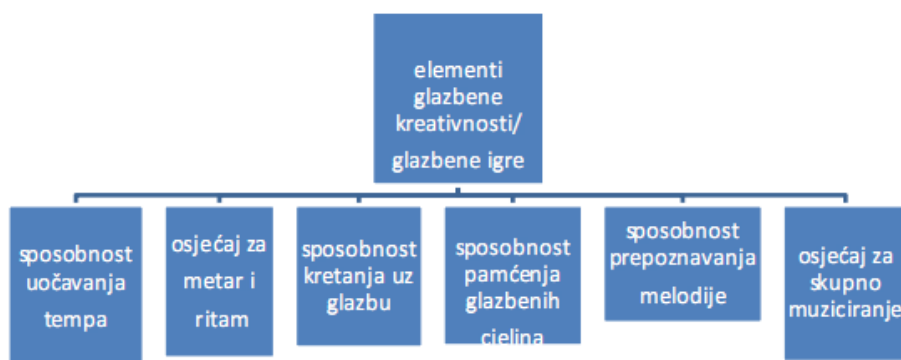 elementi
glazbene
kreativnosti/
glazbene igre
sposobnost
uočavanja
tempa
osjećaj za
metar i
ritam
sposobnost
kretanja uz
glazbu
sposobnost
pamćenja
glazbenih
cjelina
sposobnost
prepoznavanja
melodije
osjećaj za
skupno
muziciranje